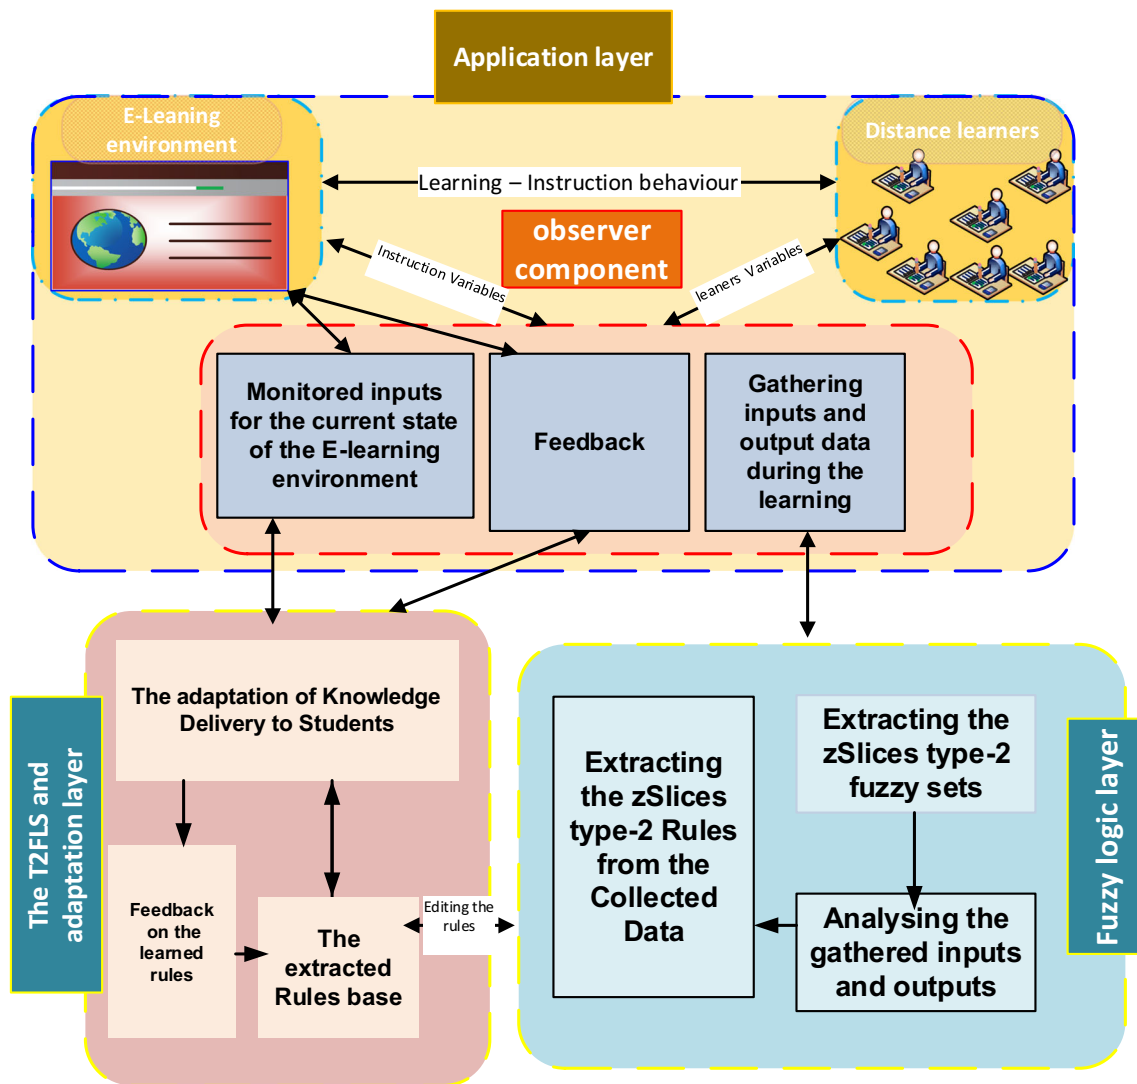 Application layer
E-Leaning
environment
Distance learners
Learning – Instruction behaviour
observer
component
Instruction Variables
leaners Variables
Monitored inputs
for the current state
of the E-learning
environment
Feedback
Gathering
inputs and
output data
during the
learning
The adaptation of Knowledge
Delivery to Students
The T2FLS and
adaptation layer
Feedback
on the
learned
rules
The
extracted
Rules base
Editing the
rules
Extracting
the zSlices
type-2 Rules
from the
Collected
Data
Extracting the
zSlices type-2
fuzzy sets
Analysing the
gathered inputs
and outputs
Fuzzy logic layer